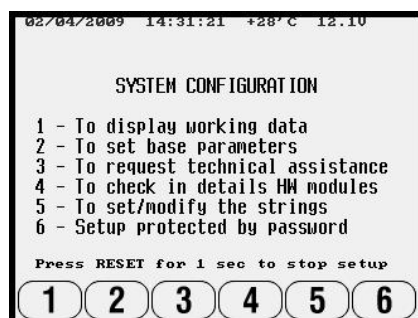 02/04/2009 14:31:21 +28'C 12.1V
SYSTEM CONFIGURATION
1 - To display working data
2 - To set base parameters
3 - To request technical assistance
4 - To check in details HW modules
5 - To set/modify the strings
6 - Setup protected by password
Press RESET for 1 sec to stop setup
1 2 3 4 5 6